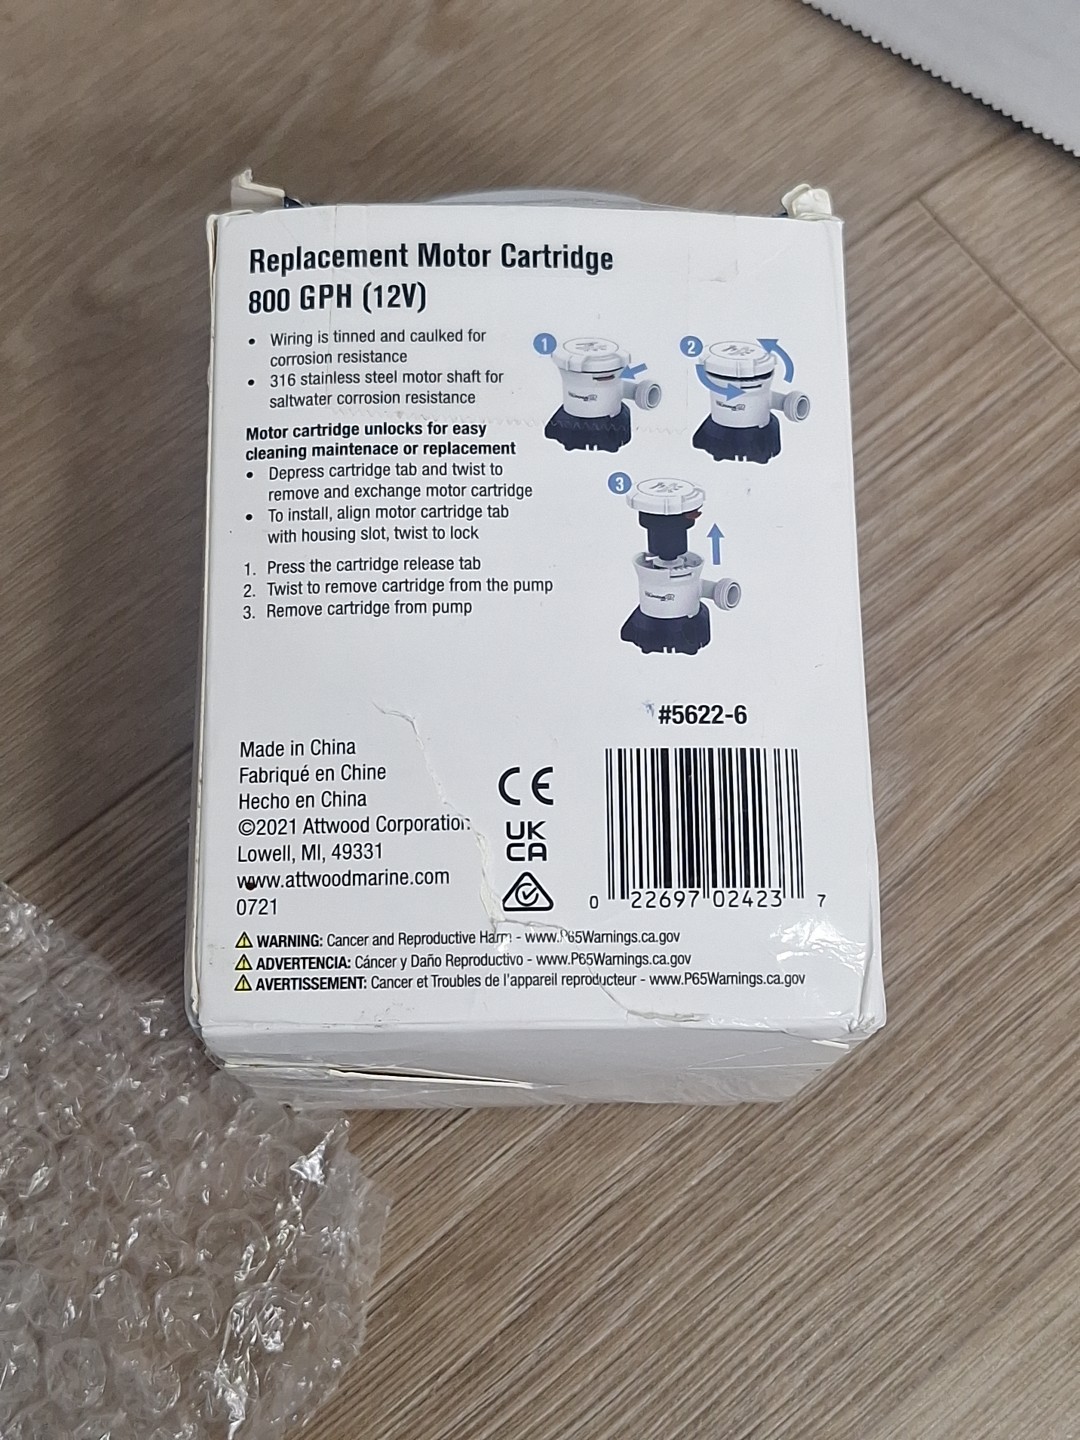 Replacement Motor Cartridge
800 GPH (12V)
• Wiring is tinned and caulked for
corrosion resistance
• 316 stainless steel motor shaft for
saltwater corrosion resistance
Motor cartridge unlocks for easy
cleaning maintenace or replacement
• Depress cartridge tab and twist to
remove and exchange motor cartridge
• To install, align motor cartridge tab
with housing slot, twist to lock
1. Press the cartridge release tab
2. Twist to remove cartridge from the pump
3. Remove cartridge from pump
1
2
3
#5622-6
Made in China
Fabriqué en Chine
Hecho en China
©2021 Attwood Corporation
Lowell, MI, 49331
www.attwoodmarine.com
0721
CE
UK
CA
0 22697 02423 7
WARNING: Cancer and Reproductive Harm - www.P65Warnings.ca.gov
ADVERTENCIA: Cáncer y Daño Reproductivo - www.P65Warnings.ca.gov
AVERTISSEMENT: Cancer et Troubles de l'appareil reproducteur - www.P65Warnings.ca.gov